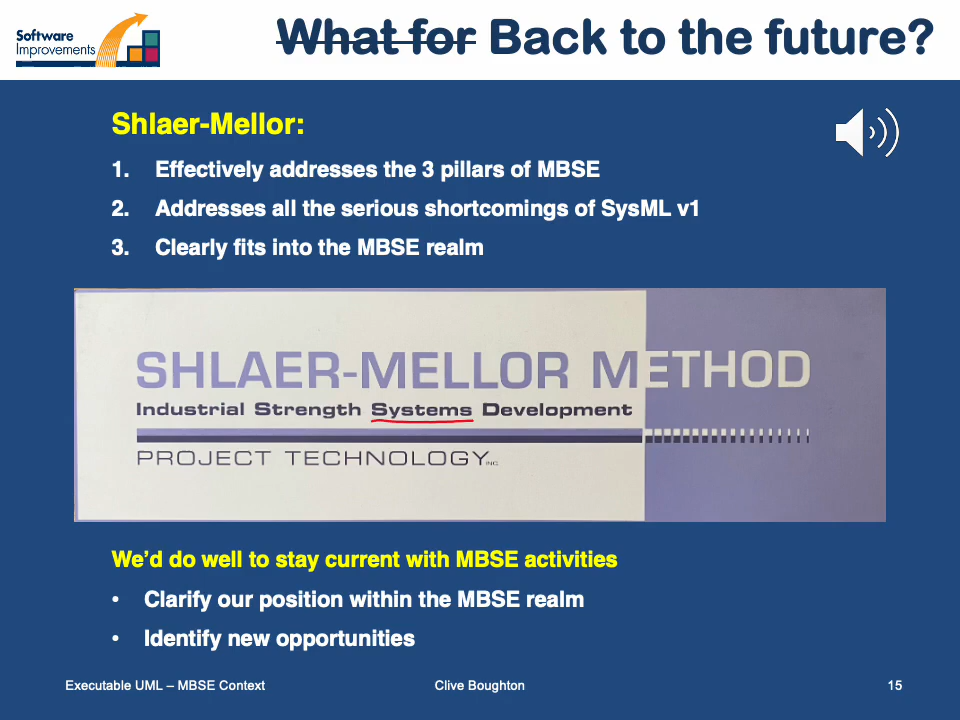 Software
Improvements
What for Back to the future?
Shlaer-Mellor:
1. Effectively addresses the 3 pillars of MBSE
2. Addresses all the serious shortcomings of SysML v1
3. Clearly fits into the MBSE realm
SHLAER-MELLOR METHOD
Industrial Strength Systems Development
PROJECT TECHNOLOGY INC
We'd do well to stay current with MBSE activities
• Clarify our position within the MBSE realm
• Identify new opportunities
Executable UML – MBSE Context Clive Boughton 15